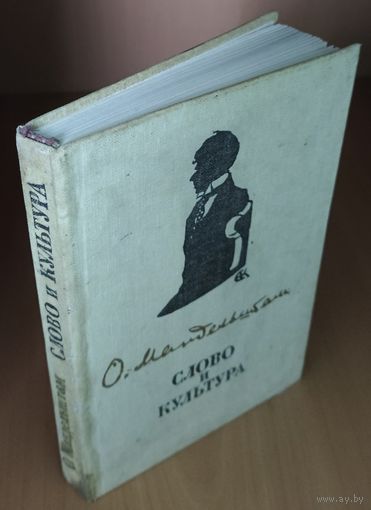 О. Мандельштам
СЛОВО
И
КУЛЬТУРА
О. Мандельштам СЛОВО И КУЛЬТУРА
www.ay.by